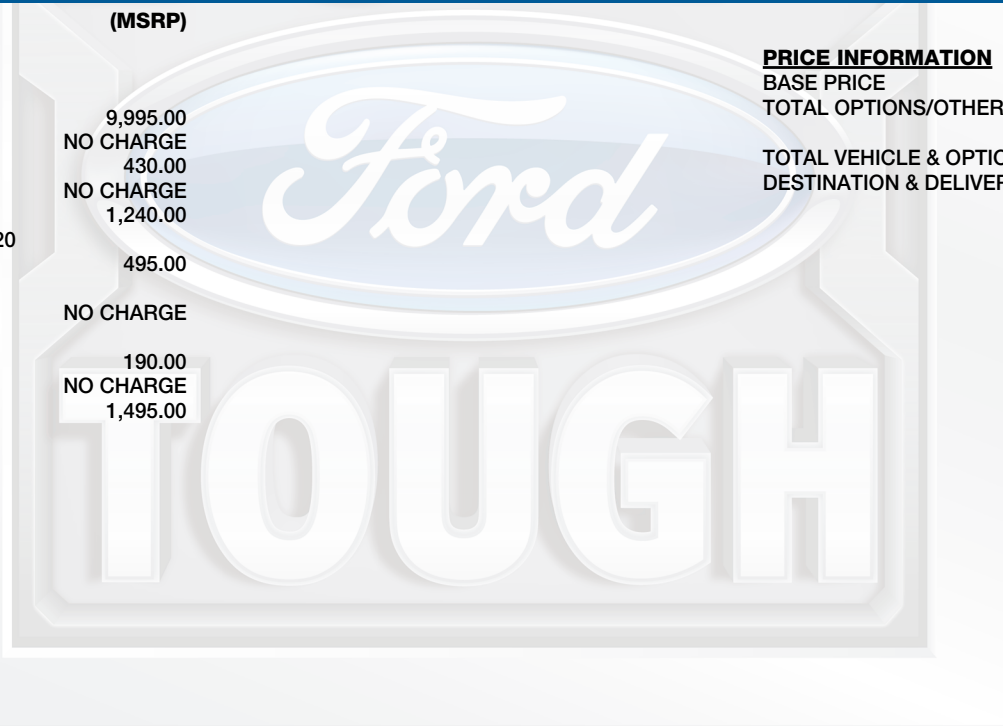 (MSRP)
9,995.00
NO CHARGE
430.00
NO CHARGE
1,240.00
20
495.00
NO CHARGE
190.00
NO CHARGE
1,495.00
PRICE INFORMATION
BASE PRICE
TOTAL OPTIONS/OTHER
TOTAL VEHICLE & OPTIO
DESTINATION & DELIVER
Ford
TOUGH